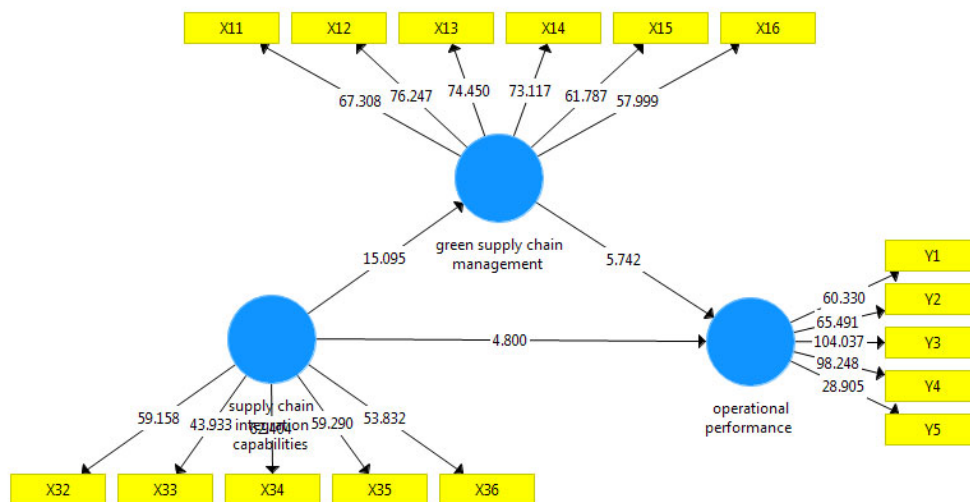 X11 X12 X13 X14 X15 X16
67.308 76.247 74.450 73.117 61.787 57.999
green supply chain
management
15.095 5.742
Y1
60.330
Y2
65.491
4.800 104.037 Y3
98.248
Y4
28.905
Y5
operational
performance
supply chain
integration
capabilities
59.158 43.933 62.404 59.290 53.832
X32 X33 X34 X35 X36